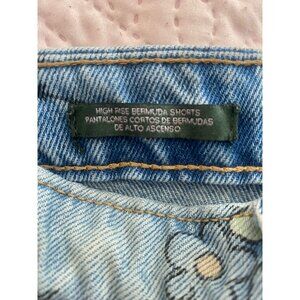 HIGH RISE BERMUDA SHORTS
PANTALONES CORTOS DE BERMUDAS
DE ALTO ASCENSO